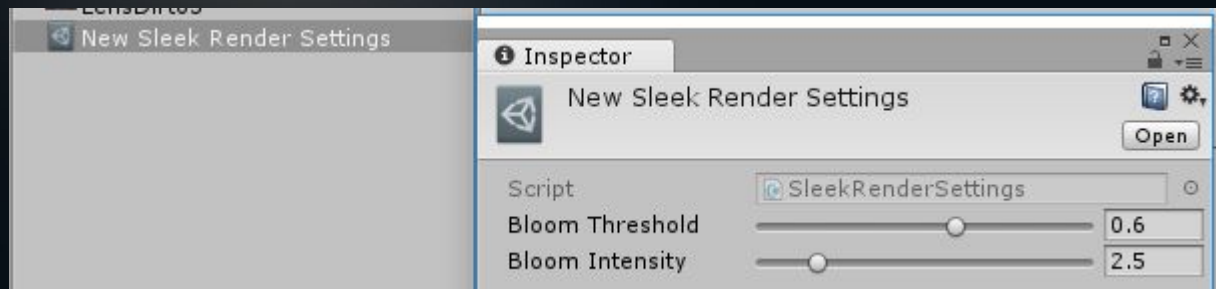 New Sleek Render Settings
Inspector
New Sleek Render Settings
Open
Script
SleekRenderSettings
Bloom Threshold
0.6
Bloom Intensity
2.5